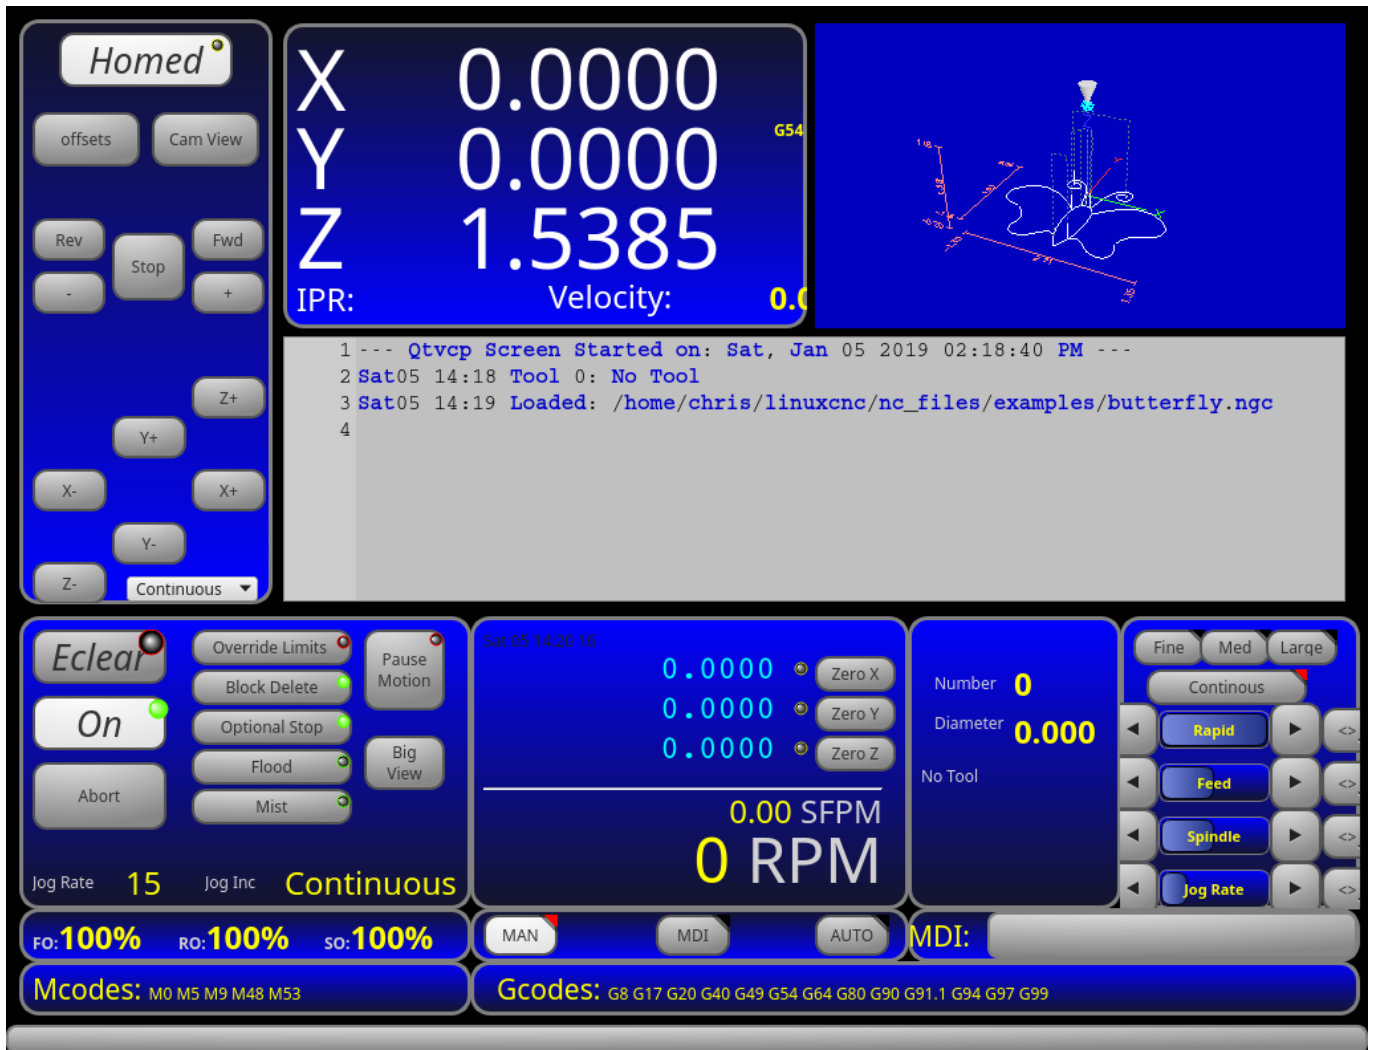 Homed
offsets
Cam View
Rev
Stop
Fwd
-
+
Z+
Y+
X-
X+
Y-
Z-
Continuous
X 0.0000
Y 0.0000
G54
Z 1.5385
IPR:
Velocity:
0.0
1 --- Qtvcp Screen Started on: Sat, Jan 05 2019 02:18:40 PM ---
2 Sat05 14:18 Tool 0: No Tool
3 Sat05 14:19 Loaded: /home/chris/linuxcnc/nc_files/examples/butterfly.ngc
4
Eclear
On
Abort
Override Limits
Block Delete
Optional Stop
Flood
Mist
Pause
Motion
Big
View
Jog Rate 15
Jog Inc Continuous
Sat 05 14:20:16
0.0000 Zero X
0.0000 Zero Y
0.0000 Zero Z
0.00 SFPM
0 RPM
Number 0
Diameter 0.000
No Tool
Fine
Med
Large
Continous
Rapid <>
Feed <>
Spindle <>
Jog Rate <>
FO:100% RO:100% SO:100%
MAN
MDI
AUTO
MDI:
Mcodes: M0 M5 M9 M48 M53
Gcodes: G8 G17 G20 G40 G49 G54 G64 G80 G90 G91.1 G94 G97 G99